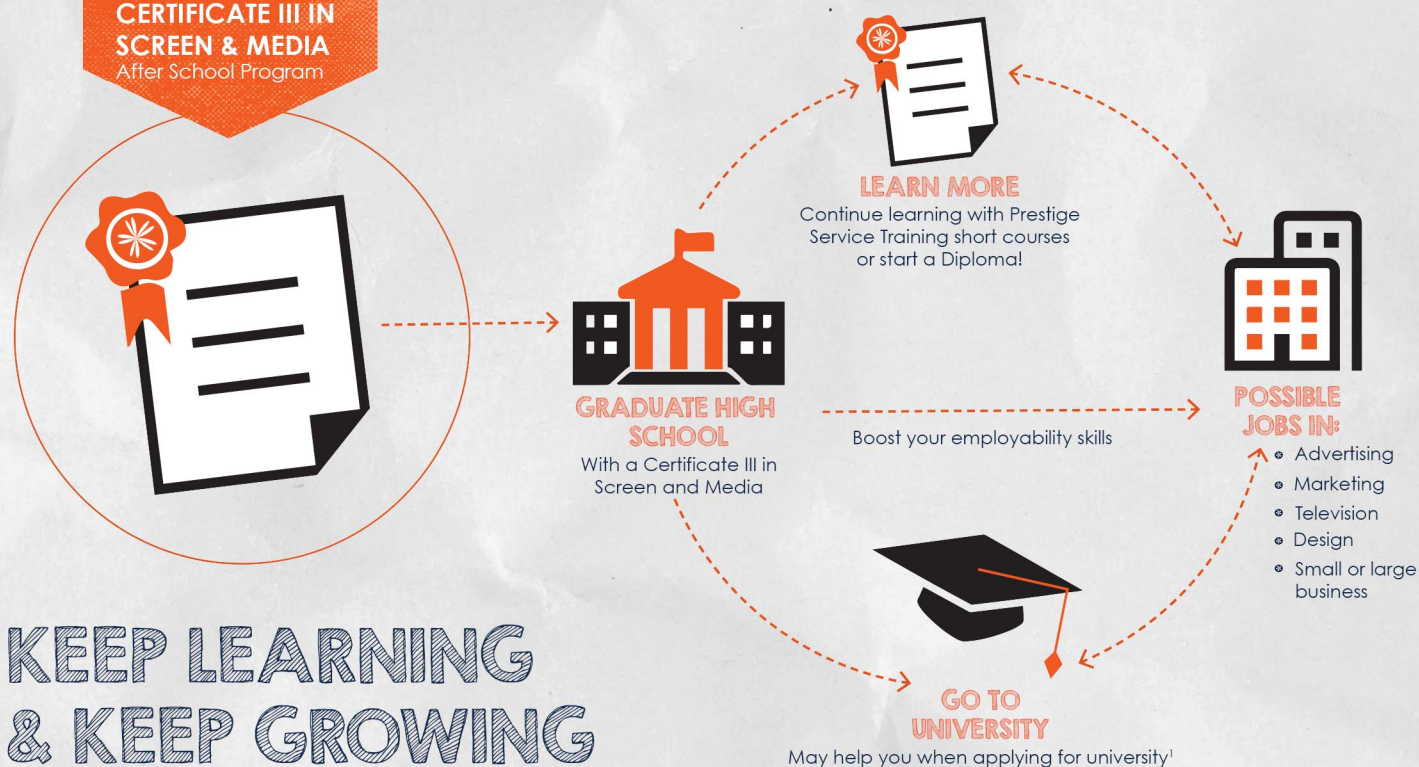 CERTIFICATE III IN
SCREEN & MEDIA
After School Program
LEARN MORE
Continue learning with Prestige
Service Training short courses
or start a Diploma!
GRADUATE HIGH
SCHOOL
With a Certificate III in
Screen and Media
Boost your employability skills
POSSIBLE
JOBS IN:
Advertising
Marketing
Television
Design
Small or large
business
GO TO
UNIVERSITY
May help you when applying for university¹
KEEP LEARNING
& KEEP GROWING